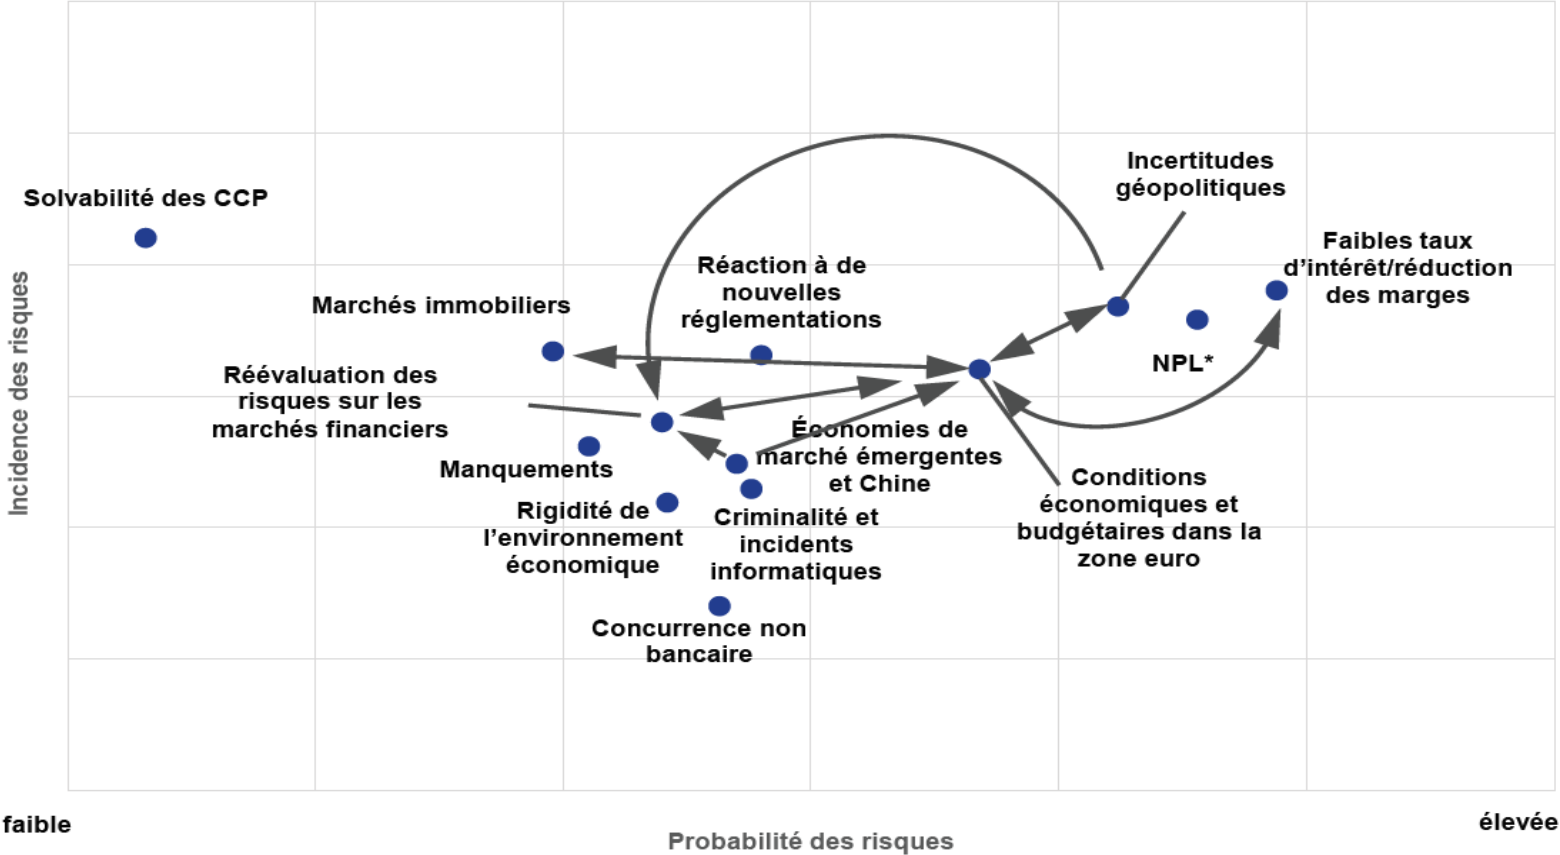 Incertitudes
géopolitiques
Solvabilité des CCP
Faibles taux
d’intérêt/réduction
des marges
Réaction à de
nouvelles
réglementations
Marchés immobiliers
NPL*
Réévaluation des
risques sur les
marchés financiers
Économies de
marché émergentes
et Chine
Manquements
Conditions
économiques et
budgétaires dans la
zone euro
Rigidité de
l’environnement
économique
Criminalité et
incidents
informatiques
Concurrence non
bancaire
Incidence des risques
faible
Probabilité des risques
élevée